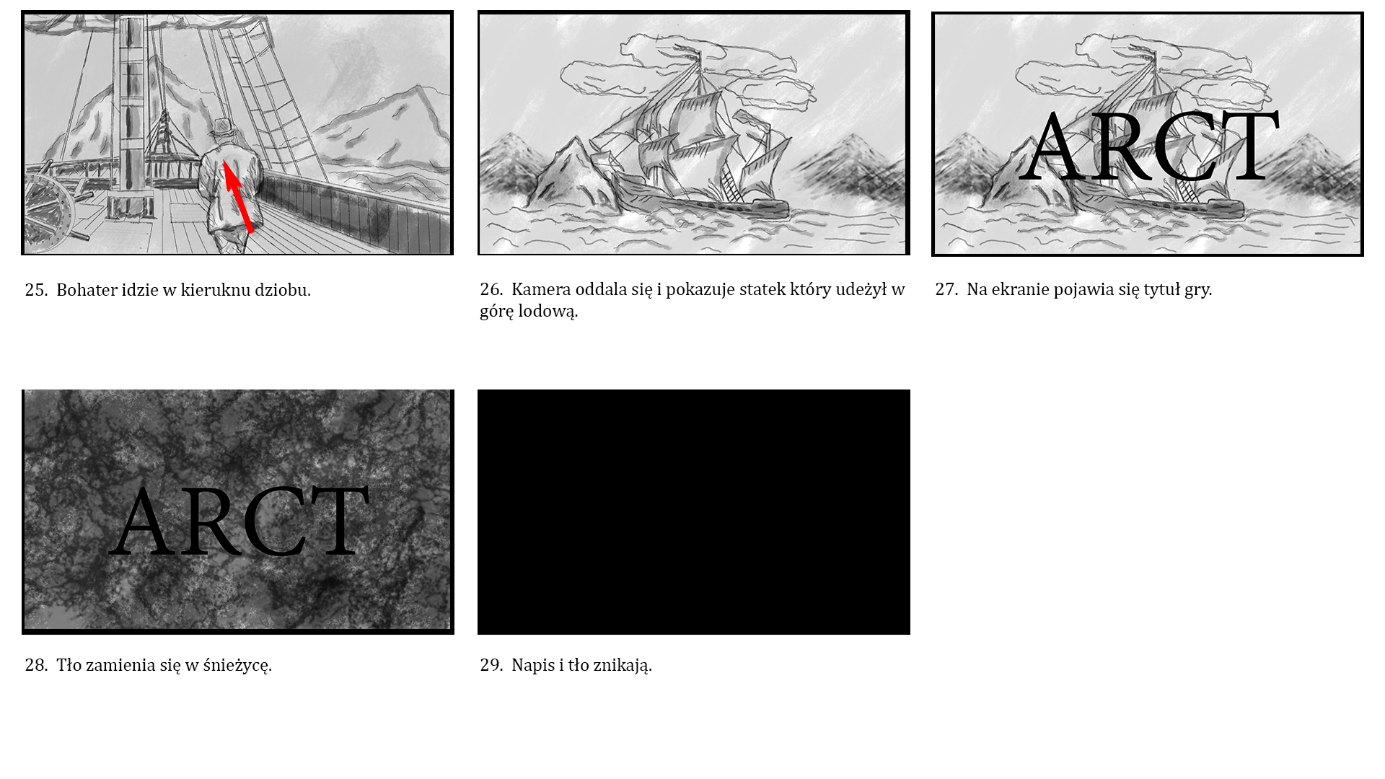 ARCT
25. Bohater idzie w kieruknu dziobu.
26. Kamera oddala się i pokazuje statek który udeżył w
górę lodową.
27. Na ekranie pojawia się tytuł gry.
ARCT
28. Tło zamienia się w śnieżycę.
29. Napis i tło znikają.